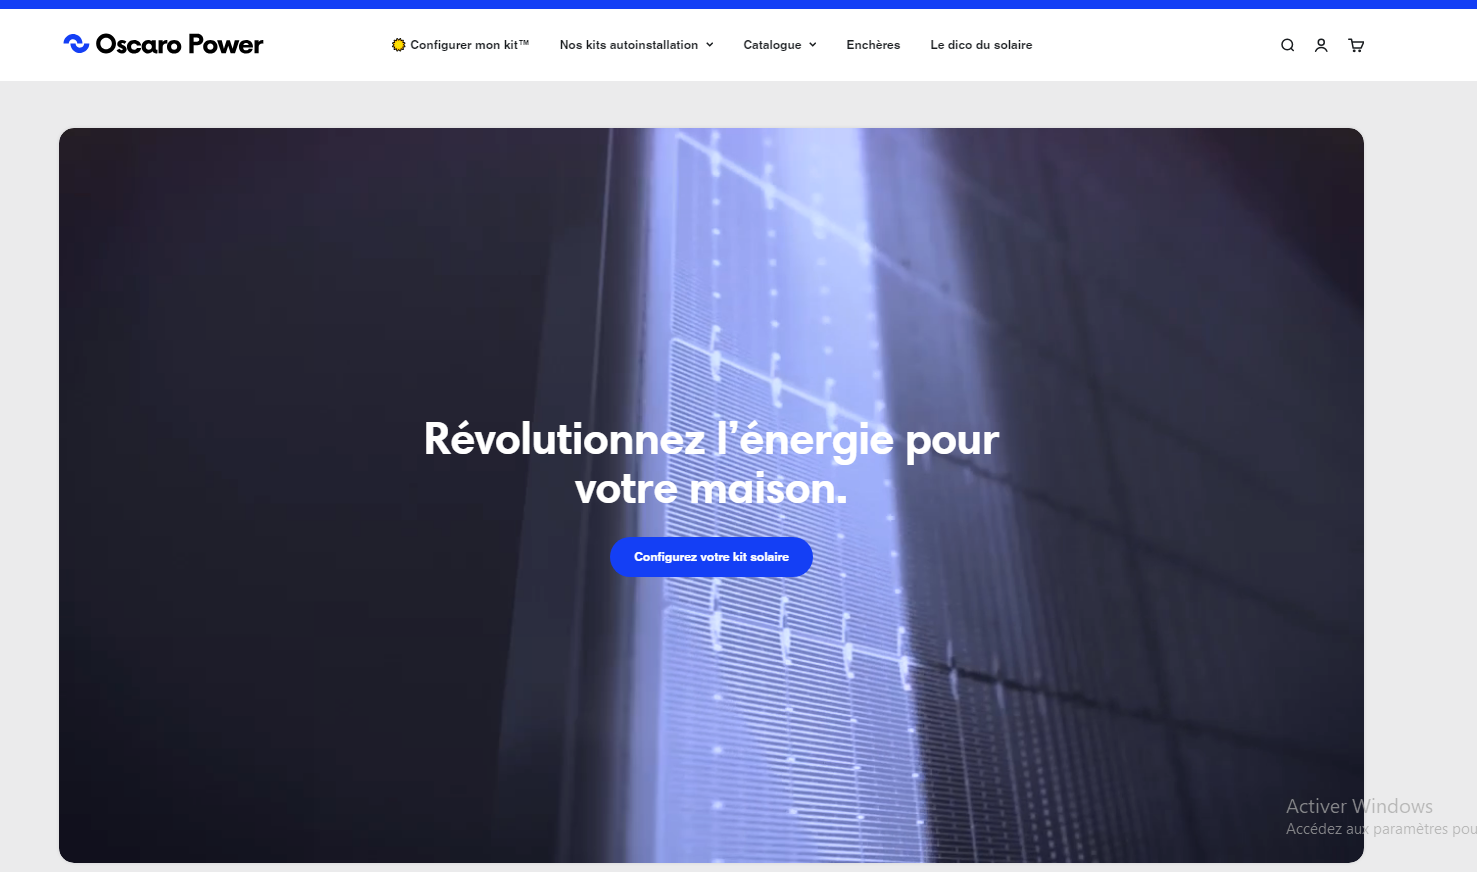 Oscaro Power
Configurer mon kit™
Nos kits autoinstallation
Catalogue
Enchères
Le dico du solaire
Révolutionnez l’énergie pour
votre maison.
Configurez votre kit solaire
Activer Windows
Accédez aux paramètres pou